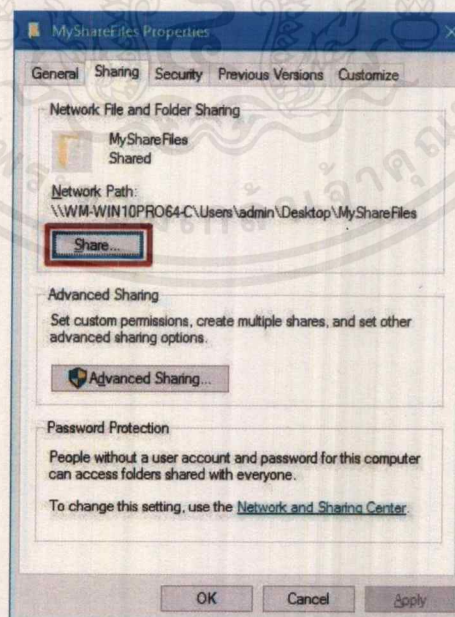 MyShareFiles Properties
General Sharing Security Previous Versions Customize
Network File and Folder Sharing
MyShareFiles
Shared
Network Path:
\\WM-WIN10PRO64-C\Users\admin\Desktop\MyShareFiles
Share...
Advanced Sharing
Set custom permissions, create multiple shares, and set other
advanced sharing options.
Advanced Sharing...
Password Protection
People without a user account and password for this computer
can access folders shared with everyone.
To change this setting, use the Network and Sharing Center.
OK Cancel Apply